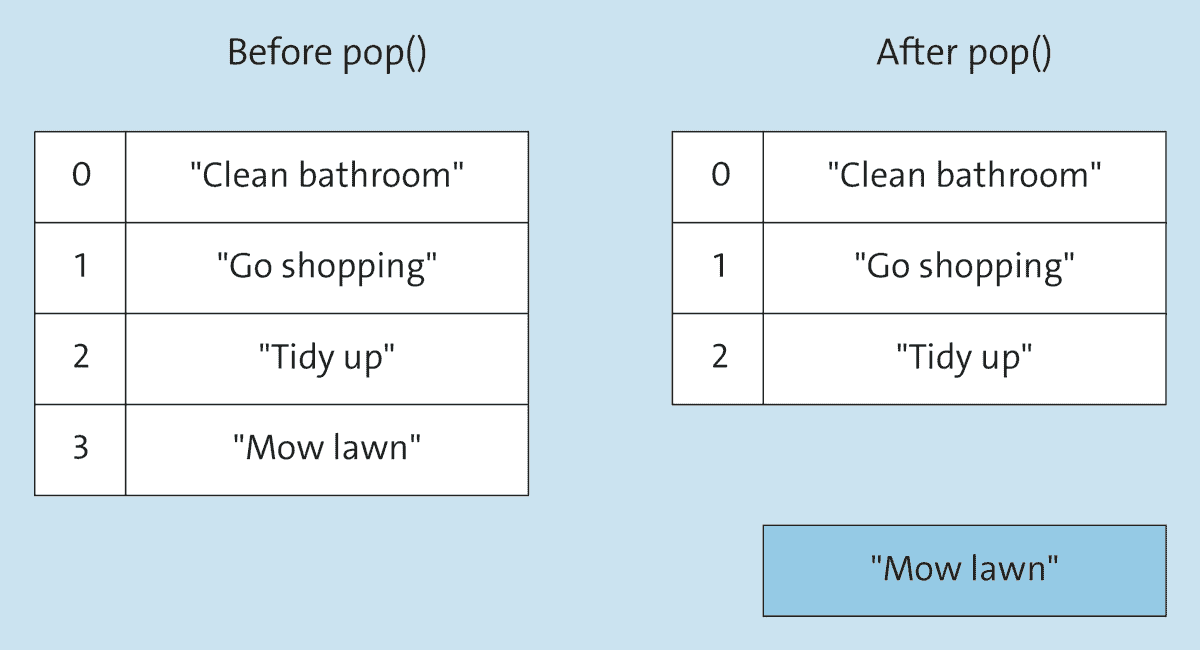 Before pop()
0 "Clean bathroom"
1 "Go shopping"
2 "Tidy up"
3 "Mow lawn"
After pop()
0 "Clean bathroom"
1 "Go shopping"
2 "Tidy up"
"Mow lawn"